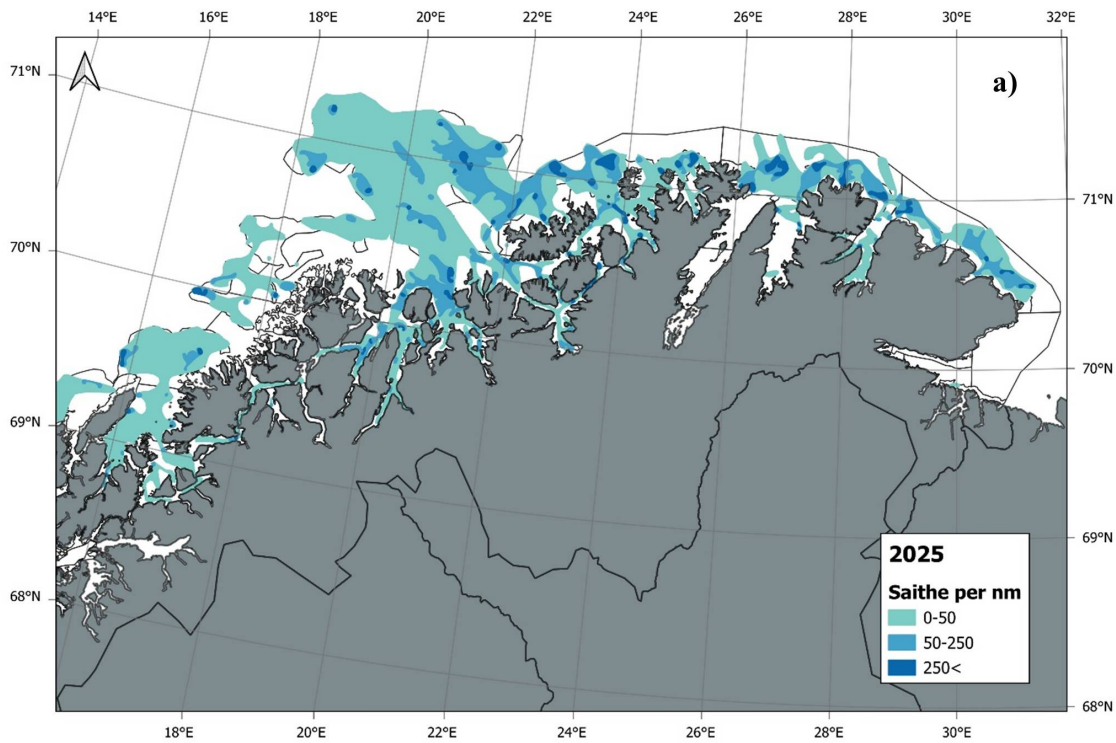 14°E 16°E 18°E 20°E 22°E 24°E 26°E 28°E 30°E 32°E
71°N
a)
71°N
70°N
70°N
69°N
69°N
2025
Saithe per nm
0-50
68°N
50-250
250<
68°N
18°E 20°E 22°E 24°E 26°E 28°E 30°E